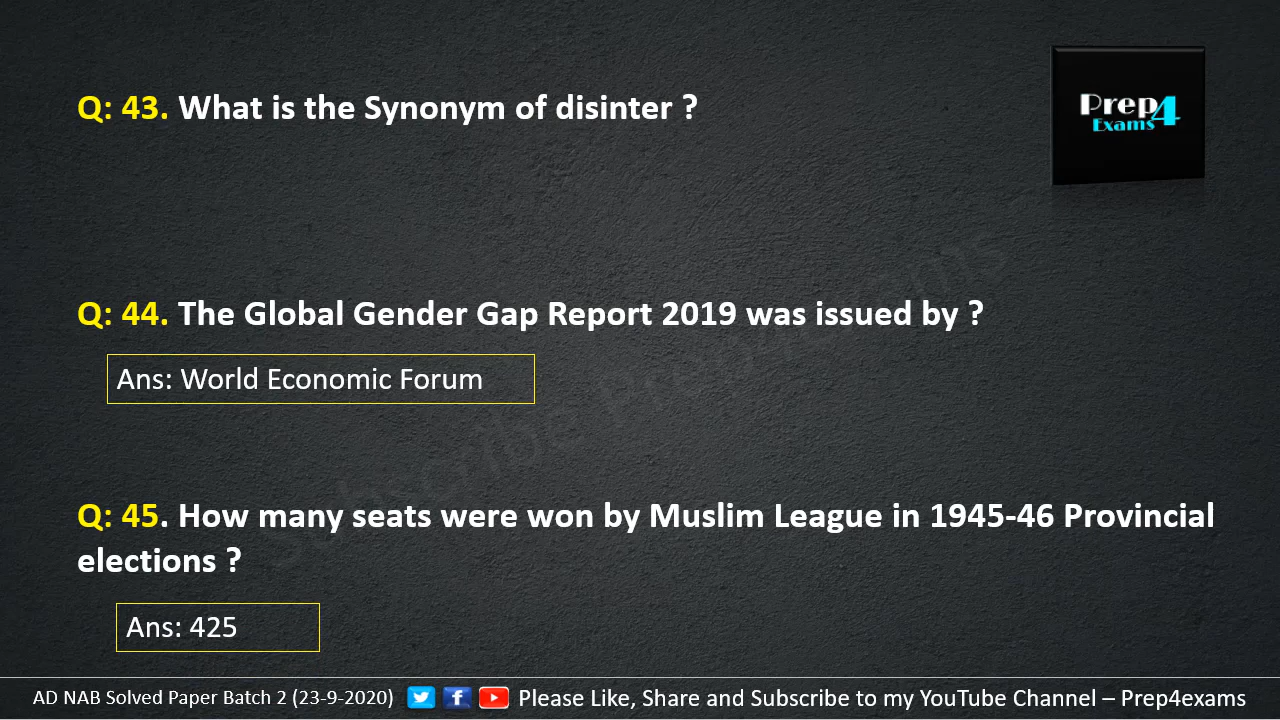 Q: 43. What is the Synonym of disinter ?
Prep4
Exams
Q: 44. The Global Gender Gap Report 2019 was issued by ?
Ans: World Economic Forum
Subscribe Prep4Exams
Q: 45. How many seats were won by Muslim League in 1945-46 Provincial
elections ?
Ans: 425
AD NAB Solved Paper Batch 2 (23-9-2020) Please Like, Share and Subscribe to my YouTube Channel – Prep4exams